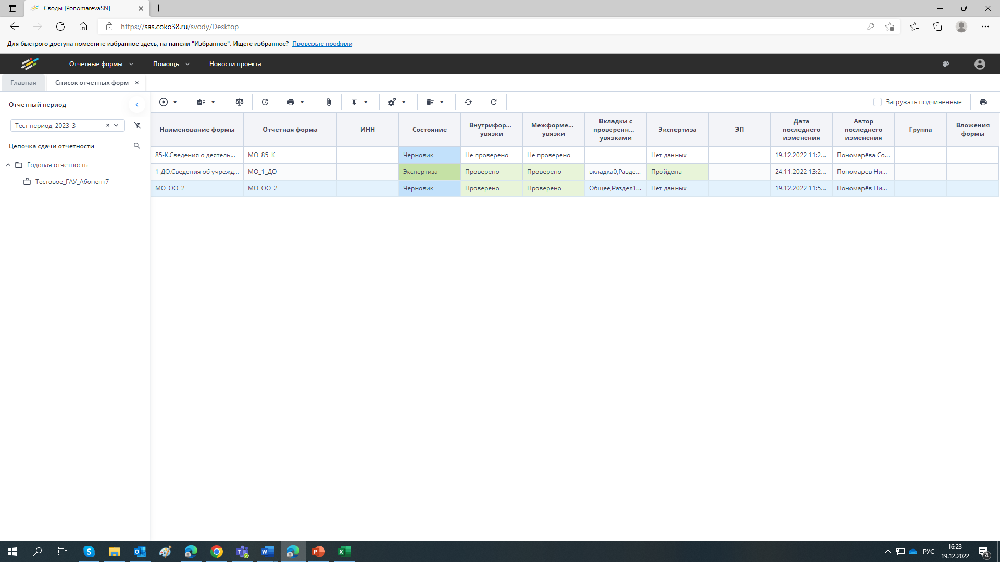 Своды [PonomarevaSN]
https://sas.coko38.ru/svody/Desktop
Для быстрого доступа поместите избранное здесь, на панели "Избранное". Ищете избранное? Проверьте профили
Отчетные формы Помощь Новости проекта
Главная Список отчетных форм
Отчетный период
Загружать подчиненные
Тест период_2023_3
Цепочка сдачи отчетности
Годовая отчетность
Тестовое_ГАУ_Абонент7
Наименование формы
Отчетная форма
ИНН
Состояние
Внутрифор...
увязки
Межформе...
увязки
Вкладки с
проверенн...
увязками
Экспертиза
ЭП
Дата
последнего
изменения
Автор
последнего
изменения
Группа
Вложения
формы
85-К.Сведения о деятель... МО_85_К Черновик Не проверено Не проверено Нет данных 19.12.2022 11:2... Пономарёва Со...
1-ДО.Сведения об учрежд... МО_1_ДО Экспертиза Проверено Проверено вкладка0,Разде... Пройдена 24.11.2022 13:2... Пономарёв Ни...
МО_ОО_2 МО_ОО_2 Черновик Проверено Проверено Общее,Раздел1... Нет данных 19.12.2022 11:5... Пономарёв Ни...
РУС
16:23
19.12.2022
4